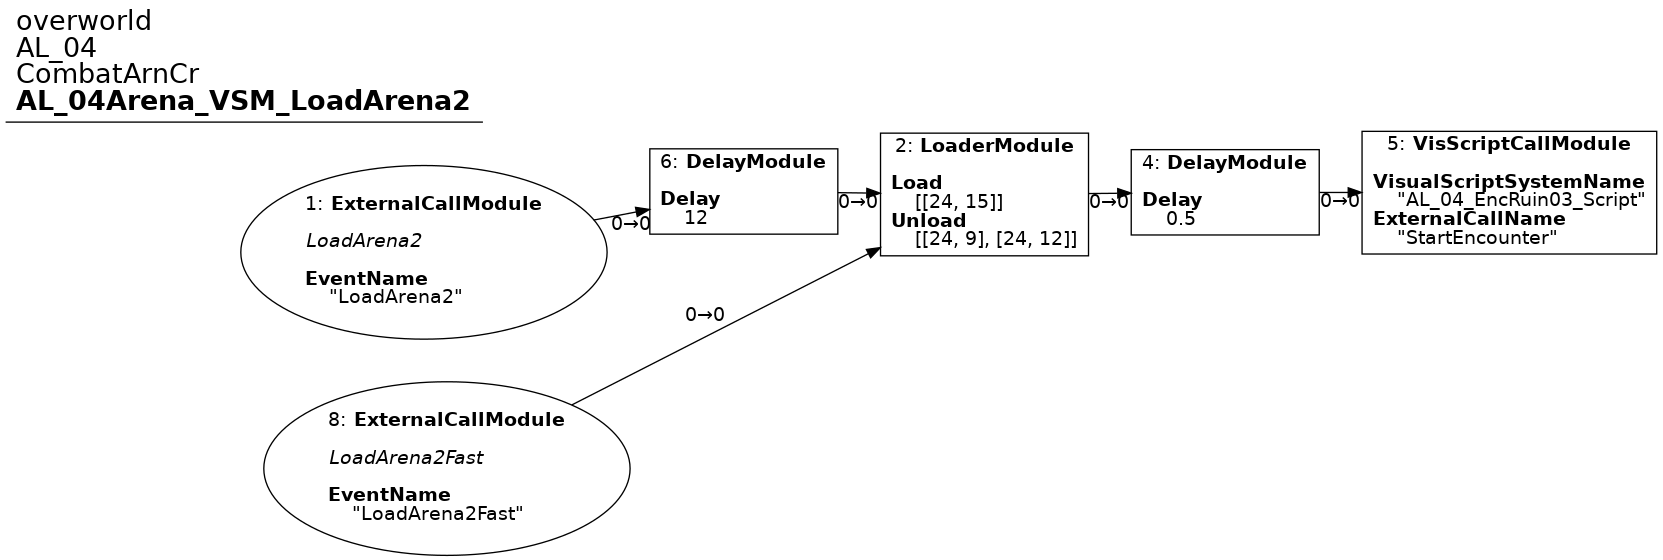 overworld
AL_04
CombatArnCr
AL_04Arena_VSM_LoadArena2
1: ExternalCallModule
LoadArena2
EventName
"LoadArena2"
0→0
6: DelayModule
Delay
12
0→0
2: LoaderModule
Load
[[24, 15]]
Unload
[[24, 9], [24, 12]]
0→0
4: DelayModule
Delay
0.5
0→0
5: VisScriptCallModule
VisualScriptSystemName
"AL_04_EncRuin03_Script"
ExternalCallName
"StartEncounter"
0→0
8: ExternalCallModule
LoadArena2Fast
EventName
"LoadArena2Fast"